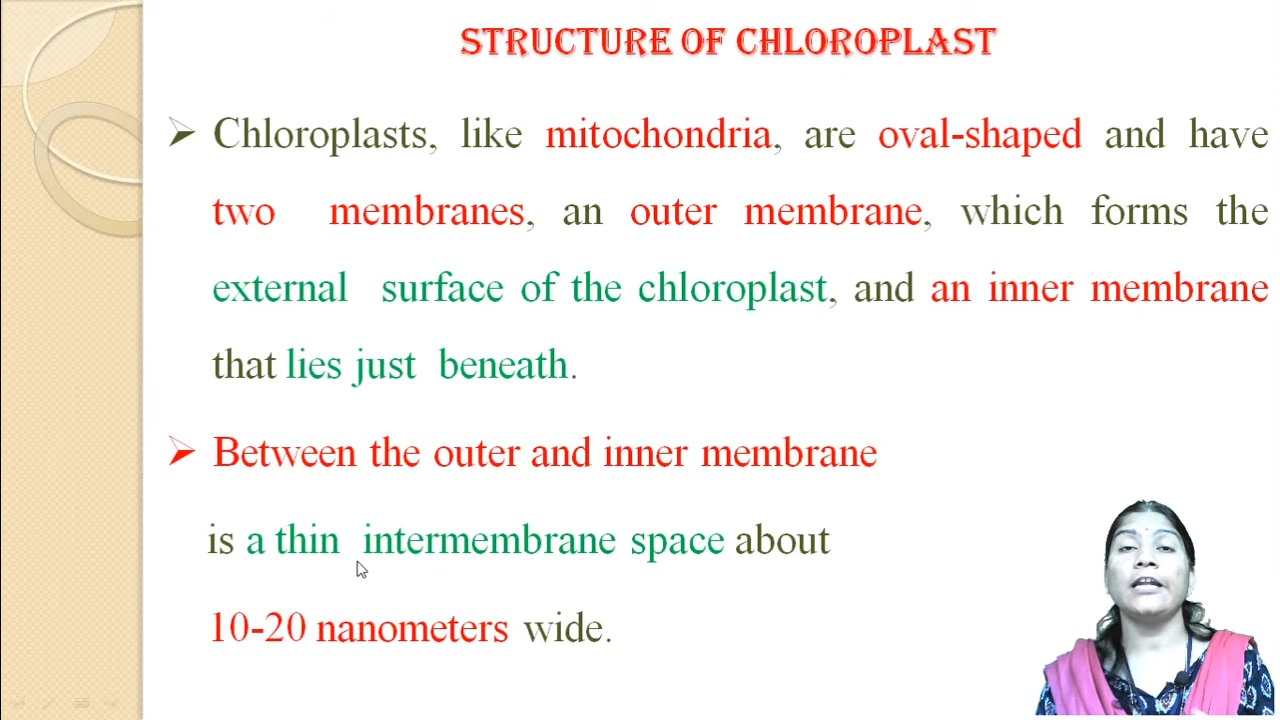 STRUCTURE OF CHLOROPLAST
➢ Chloroplasts, like mitochondria, are oval-shaped and have
two membranes, an outer membrane, which forms the
external surface of the chloroplast, and an inner membrane
that lies just beneath.
➢ Between the outer and inner membrane
is a thin intermembrane space about
10-20 nanometers wide.